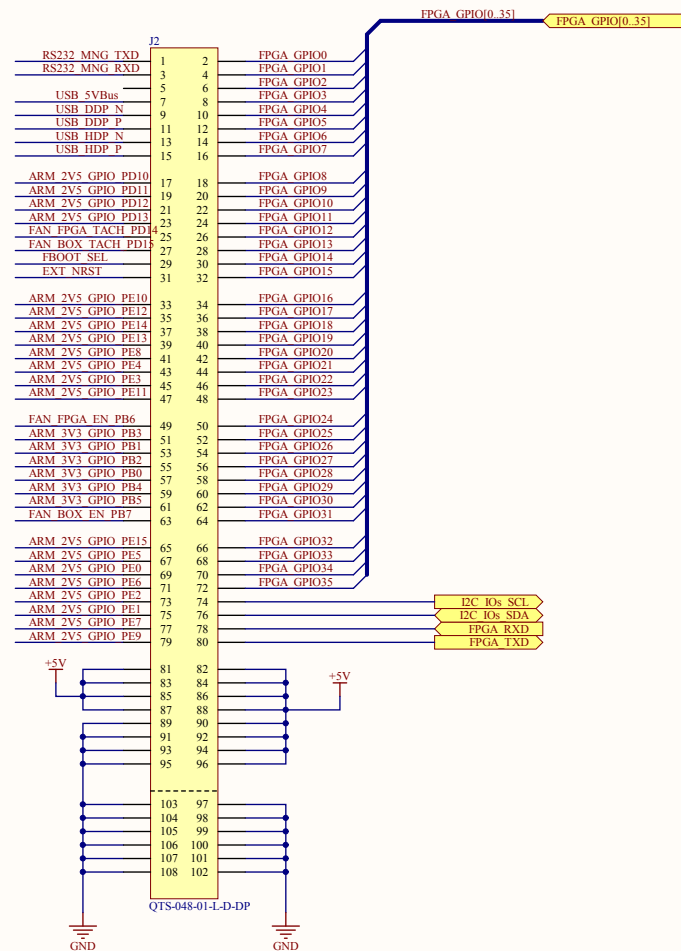 FPGA_GPIO[0..35] FPGA_GPIO[0..35]
J2
RS232_MNG_TXD 1 2 FPGA_GPIO0
RS232_MNG_RXD 3 4 FPGA_GPIO1
5 6 FPGA_GPIO2
USB_5VBus 7 8 FPGA_GPIO3
USB_DDP_N 9 10 FPGA_GPIO4
USB_DDP_P 11 12 FPGA_GPIO5
USB_HDP_N 13 14 FPGA_GPIO6
USB_HDP_P 15 16 FPGA_GPIO7
ARM_2V5_GPIO_PD10 17 18 FPGA_GPIO8
ARM_2V5_GPIO_PD11 19 20 FPGA_GPIO9
ARM_2V5_GPIO_PD12 21 22 FPGA_GPIO10
ARM_2V5_GPIO_PD13 23 24 FPGA_GPIO11
FAN_FPGA_TACH_PD14 25 26 FPGA_GPIO12
FAN_BOX_TACH_PD15 27 28 FPGA_GPIO13
FBOOT_SEL 29 30 FPGA_GPIO14
EXT_NRST 31 32 FPGA_GPIO15
ARM_2V5_GPIO_PE10 33 34 FPGA_GPIO16
ARM_2V5_GPIO_PE12 35 36 FPGA_GPIO17
ARM_2V5_GPIO_PE14 37 38 FPGA_GPIO18
ARM_2V5_GPIO_PE13 39 40 FPGA_GPIO19
ARM_2V5_GPIO_PE8 41 42 FPGA_GPIO20
ARM_2V5_GPIO_PE4 43 44 FPGA_GPIO21
ARM_2V5_GPIO_PE3 45 46 FPGA_GPIO22
ARM_2V5_GPIO_PE11 47 48 FPGA_GPIO23
FAN_FPGA_EN_PB6 49 50 FPGA_GPIO24
ARM_3V3_GPIO_PB3 51 52 FPGA_GPIO25
ARM_3V3_GPIO_PB1 53 54 FPGA_GPIO26
ARM_3V3_GPIO_PB2 55 56 FPGA_GPIO27
ARM_3V3_GPIO_PB0 57 58 FPGA_GPIO28
ARM_3V3_GPIO_PB4 59 60 FPGA_GPIO29
ARM_3V3_GPIO_PB5 61 62 FPGA_GPIO30
FAN_BOX_EN_PB7 63 64 FPGA_GPIO31
ARM_2V5_GPIO_PE15 65 66 FPGA_GPIO32
ARM_2V5_GPIO_PE5 67 68 FPGA_GPIO33
ARM_2V5_GPIO_PE0 69 70 FPGA_GPIO34
ARM_2V5_GPIO_PE6 71 72 FPGA_GPIO35
ARM_2V5_GPIO_PE2 73 74 I2C_IOs_SCL
ARM_2V5_GPIO_PE1 75 76 I2C_IOs_SDA
ARM_2V5_GPIO_PE7 77 78 FPGA_RXD
ARM_2V5_GPIO_PE9 79 80 FPGA_TXD
+5V 81 82
83 84 +5V
85 86
87 88
89 90
91 92
93 94
95 96
103 97
104 98
105 99
106 100
107 101
108 102
QTS-048-01-L-D-DP
GND GND